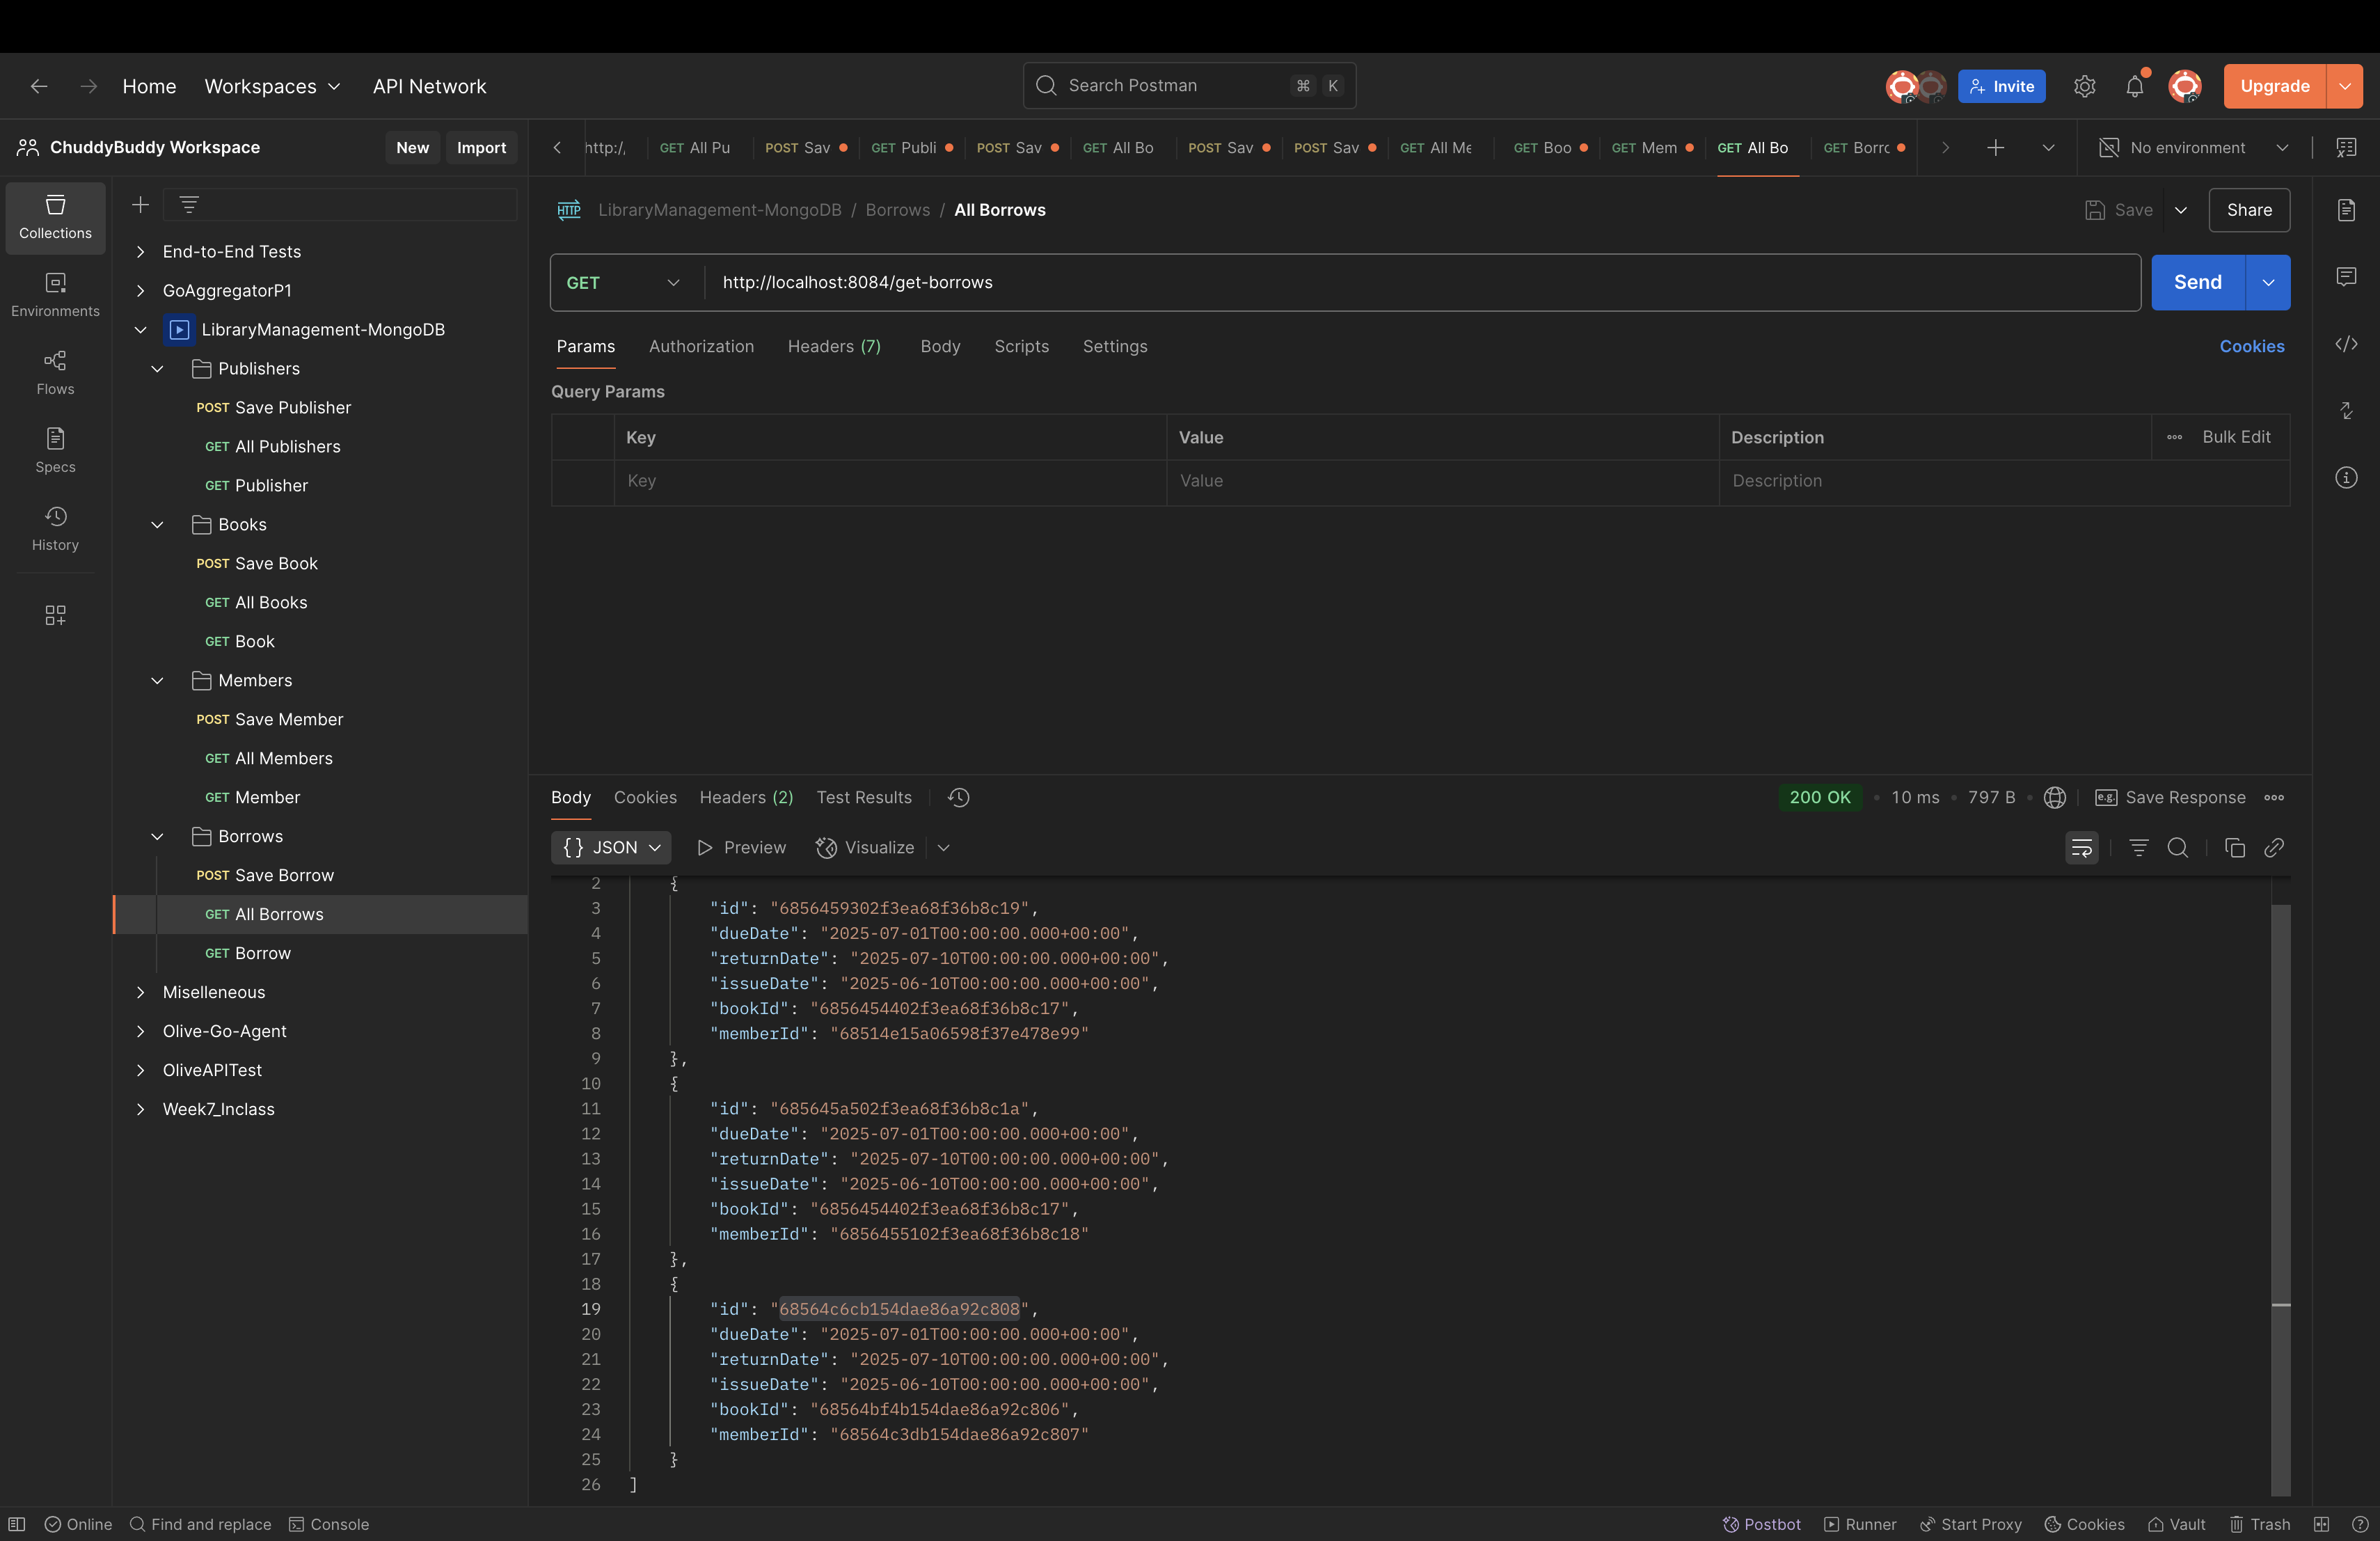 Home Workspaces API Network
Search Postman ⌘ K
Invite Upgrade
ChuddyBuddy Workspace New Import
http:/, GET All Pu POST Sav GET Publi POST Sav GET All Bo POST Sav POST Sav GET All Me GET Boo GET Mem GET All Bo GET Borrc No environment
Collections
Environments
Flows
Specs
History
End-to-End Tests
GoAggregatorP1
LibraryManagement-MongoDB
Publishers
POST Save Publisher
GET All Publishers
GET Publisher
Books
POST Save Book
GET All Books
GET Book
Members
POST Save Member
GET All Members
GET Member
Borrows
POST Save Borrow
GET All Borrows
GET Borrow
Miselleneous
Olive-Go-Agent
OliveAPITest
Week7_Inclass
HTTP LibraryManagement-MongoDB / Borrows / All Borrows Save Share
GET http://localhost:8084/get-borrows Send
Params Authorization Headers (7) Body Scripts Settings Cookies
Query Params
Key Value Description Bulk Edit
Key Value Description
Body Cookies Headers (2) Test Results 200 OK • 10 ms • 797 B • e.g. Save Response
{} JSON Preview Visualize
2 {
3 "id": "6856459302f3ea68f36b8c19",
4 "dueDate": "2025-07-01T00:00:00.000+00:00",
5 "returnDate": "2025-07-10T00:00:00.000+00:00",
6 "issueDate": "2025-06-10T00:00:00.000+00:00",
7 "bookId": "6856454402f3ea68f36b8c17",
8 "memberId": "68514e15a06598f37e478e99"
9 },
10 {
11 "id": "685645a502f3ea68f36b8c1a",
12 "dueDate": "2025-07-01T00:00:00.000+00:00",
13 "returnDate": "2025-07-10T00:00:00.000+00:00",
14 "issueDate": "2025-06-10T00:00:00.000+00:00",
15 "bookId": "6856454402f3ea68f36b8c17",
16 "memberId": "6856455102f3ea68f36b8c18"
17 },
18 {
19 "id": "68564c6cb154dae86a92c808",
20 "dueDate": "2025-07-01T00:00:00.000+00:00",
21 "returnDate": "2025-07-10T00:00:00.000+00:00",
22 "issueDate": "2025-06-10T00:00:00.000+00:00",
23 "bookId": "68564bf4b154dae86a92c806",
24 "memberId": "68564c3db154dae86a92c807"
25 }
26 ]
Online Find and replace Console Postbot Runner Start Proxy Cookies Vault Trash